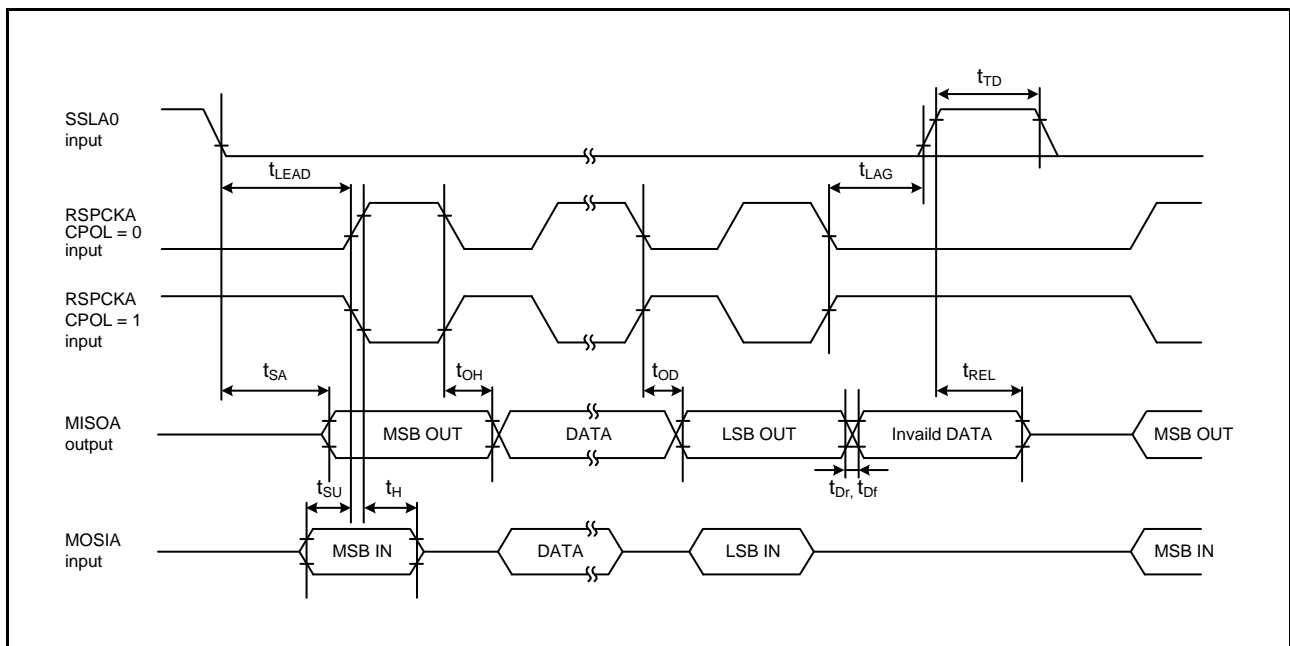 tTD
SSLA0
input
tLEAD
tLAG
RSPCKA
CPOL = 0
input
RSPCKA
CPOL = 1
input
tSA
tOH
tOD
tREL
MISOA
output
MSB OUT
DATA
LSB OUT
Invaild DATA
MSB OUT
tSU
tH
tDr, tDf
MOSIA
input
MSB IN
DATA
LSB IN
MSB IN